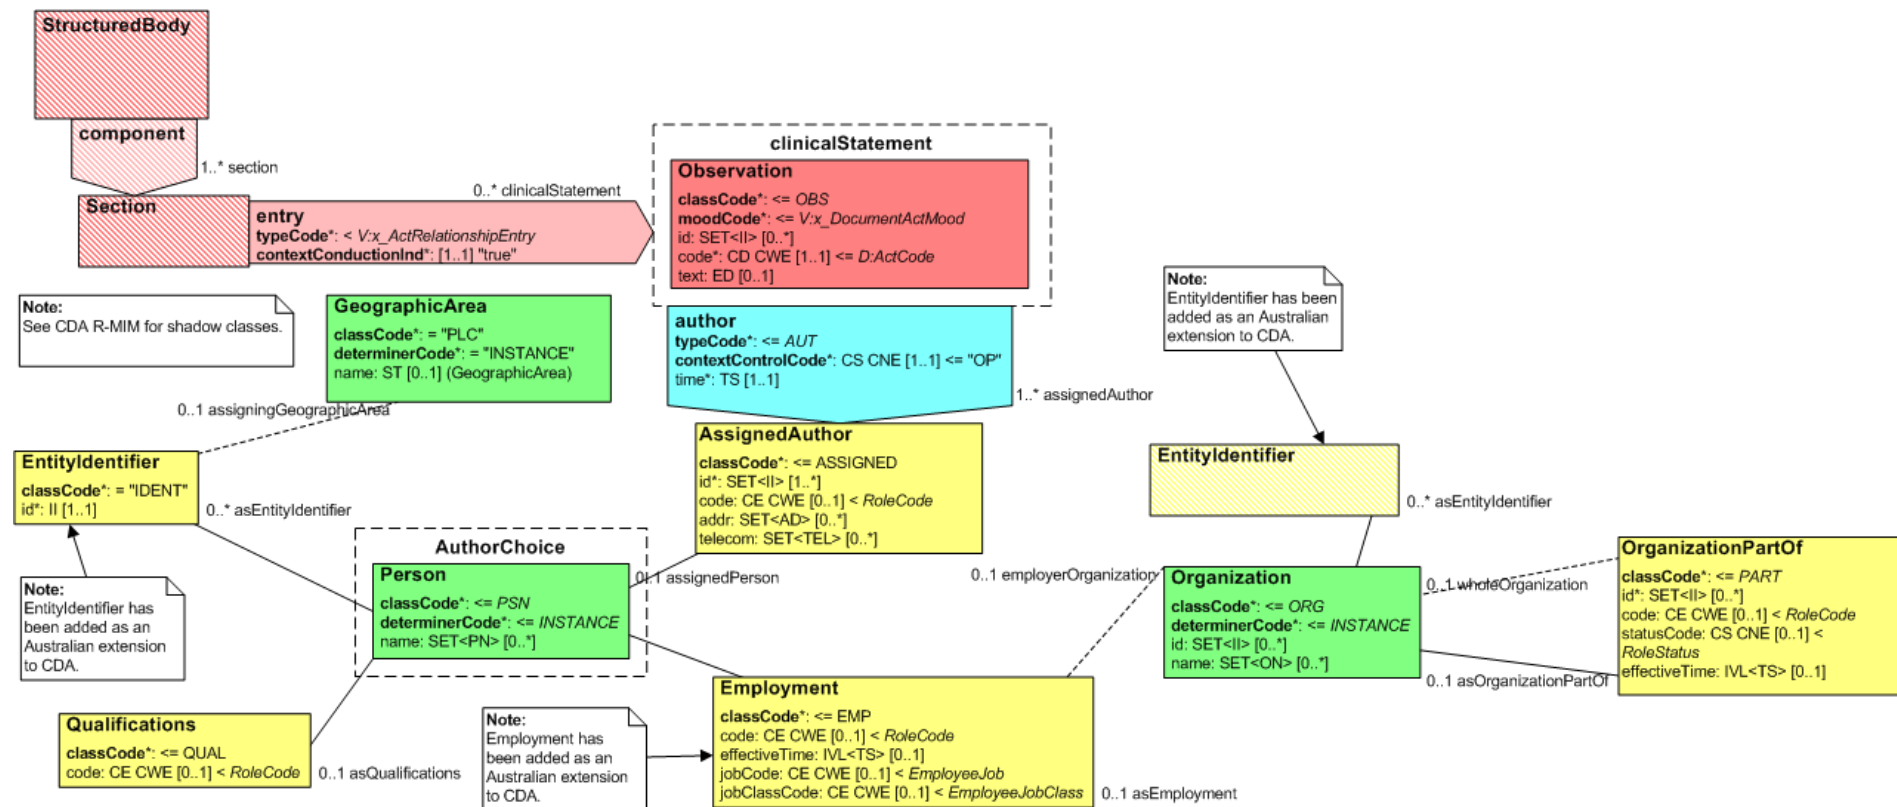 StructuredBody
component
1..* section
Section
entry
typeCode*: < V:x_ActRelationshipEntry
contextConductionInd*: [1..1] "true"
0..* clinicalStatement
clinicalStatement
Observation
classCode*: <= OBS
moodCode*: <= V:x_DocumentActMood
id: SET<II> [0..*]
code*: CD CWE [1..1] <= D:ActCode
text: ED [0..1]
Note:
See CDA R-MIM for shadow classes.
GeographicArea
classCode*: = "PLC"
determinerCode*: = "INSTANCE"
name: ST [0..1] (GeographicArea)
0..1 assigningGeographicArea
author
typeCode*: <= AUT
contextControlCode*: CS CNE [1..1] <= "OP"
time*: TS [1..1]
1..* assignedAuthor
Note:
EntityIdentifier has been
added as an Australian
extension to CDA.
EntityIdentifier
classCode*: = "IDENT"
id*: II [1..1]
0..* asEntityIdentifier
AssignedAuthor
classCode*: <= ASSIGNED
id*: SET<II> [1..*]
code: CE CWE [0..1] < RoleCode
addr: SET<AD> [0..*]
telecom: SET<TEL> [0..*]
EntityIdentifier
0..* asEntityIdentifier
Note:
EntityIdentifier has
been added as an
Australian extension
to CDA.
AuthorChoice
Person
classCode*: <= PSN
determinerCode*: <= INSTANCE
name: SET<PN> [0..*]
0..1 assignedPerson
0..1 employerOrganization
Organization
classCode*: <= ORG
determinerCode*: <= INSTANCE
id: SET<II> [0..*]
name: SET<ON> [0..*]
0..1 wholeOrganization
0..1 asOrganizationPartOf
OrganizationPartOf
classCode*: <= PART
id*: SET<II> [0..*]
code: CE CWE [0..1] < RoleCode
statusCode: CS CNE [0..1] <
RoleStatus
effectiveTime: IVL<TS> [0..1]
Qualifications
classCode*: <= QUAL
code: CE CWE [0..1] < RoleCode
0..1 asQualifications
Note:
Employment has
been added as an
Australian extension
to CDA.
Employment
classCode*: <= EMP
code: CE CWE [0..1] < RoleCode
effectiveTime: IVL<TS> [0..1]
jobCode: CE CWE [0..1] < EmployeeJob
jobClassCode: CE CWE [0..1] < EmployeeJobClass
0..1 asEmployment